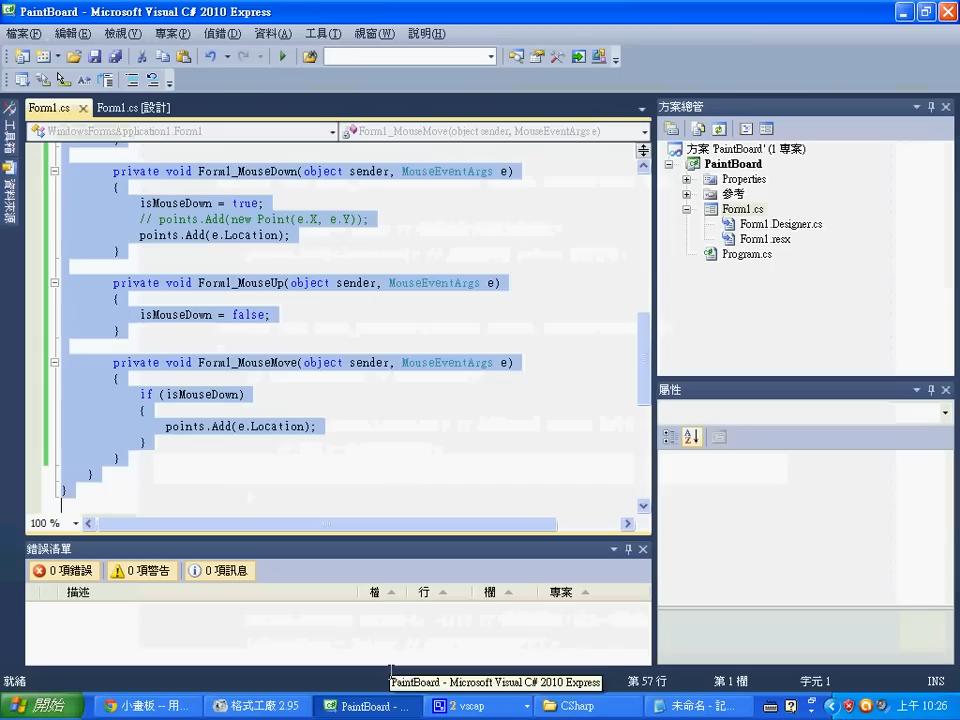 PaintBoard - Microsoft Visual C# 2010 Express
檔案(F) 編輯(E) 檢視(V) 專案(P) 偵錯(D) 資料(A) 工具(T) 視窗(W) 說明(H)
Form1.cs Form1.cs [設計]
WindowsFormsApplication1.Form1
Form1_MouseMove(object sender, MouseEventArgs e)
工具箱
資料來源
private void Form1_MouseDown(object sender, MouseEventArgs e)
{
isMouseDown = true;
// points.Add(new Point(e.X, e.Y));
points.Add(e.Location);
}
private void Form1_MouseUp(object sender, MouseEventArgs e)
{
isMouseDown = false;
}
private void Form1_MouseMove(object sender, MouseEventArgs e)
{
if (isMouseDown)
{
points.Add(e.Location);
}
}
}
}
100 %
方案總管
方案 'PaintBoard' (1 專案)
PaintBoard
Properties
參考
Form1.cs
Form1.Designer.cs
Form1.resx
Program.cs
屬性
錯誤清單
0 項錯誤 0 項警告 0 項訊息
描述 檔 行 欄 專案
PaintBoard - Microsoft Visual C# 2010 Express
就緒 第 57 行 第 1 欄 字元 1 INS
開始 小畫板 -- 用... 格式工廠 2.95 PaintBoard - ... 2 vscap CSharp 未命名 - 記... 上午 10:26